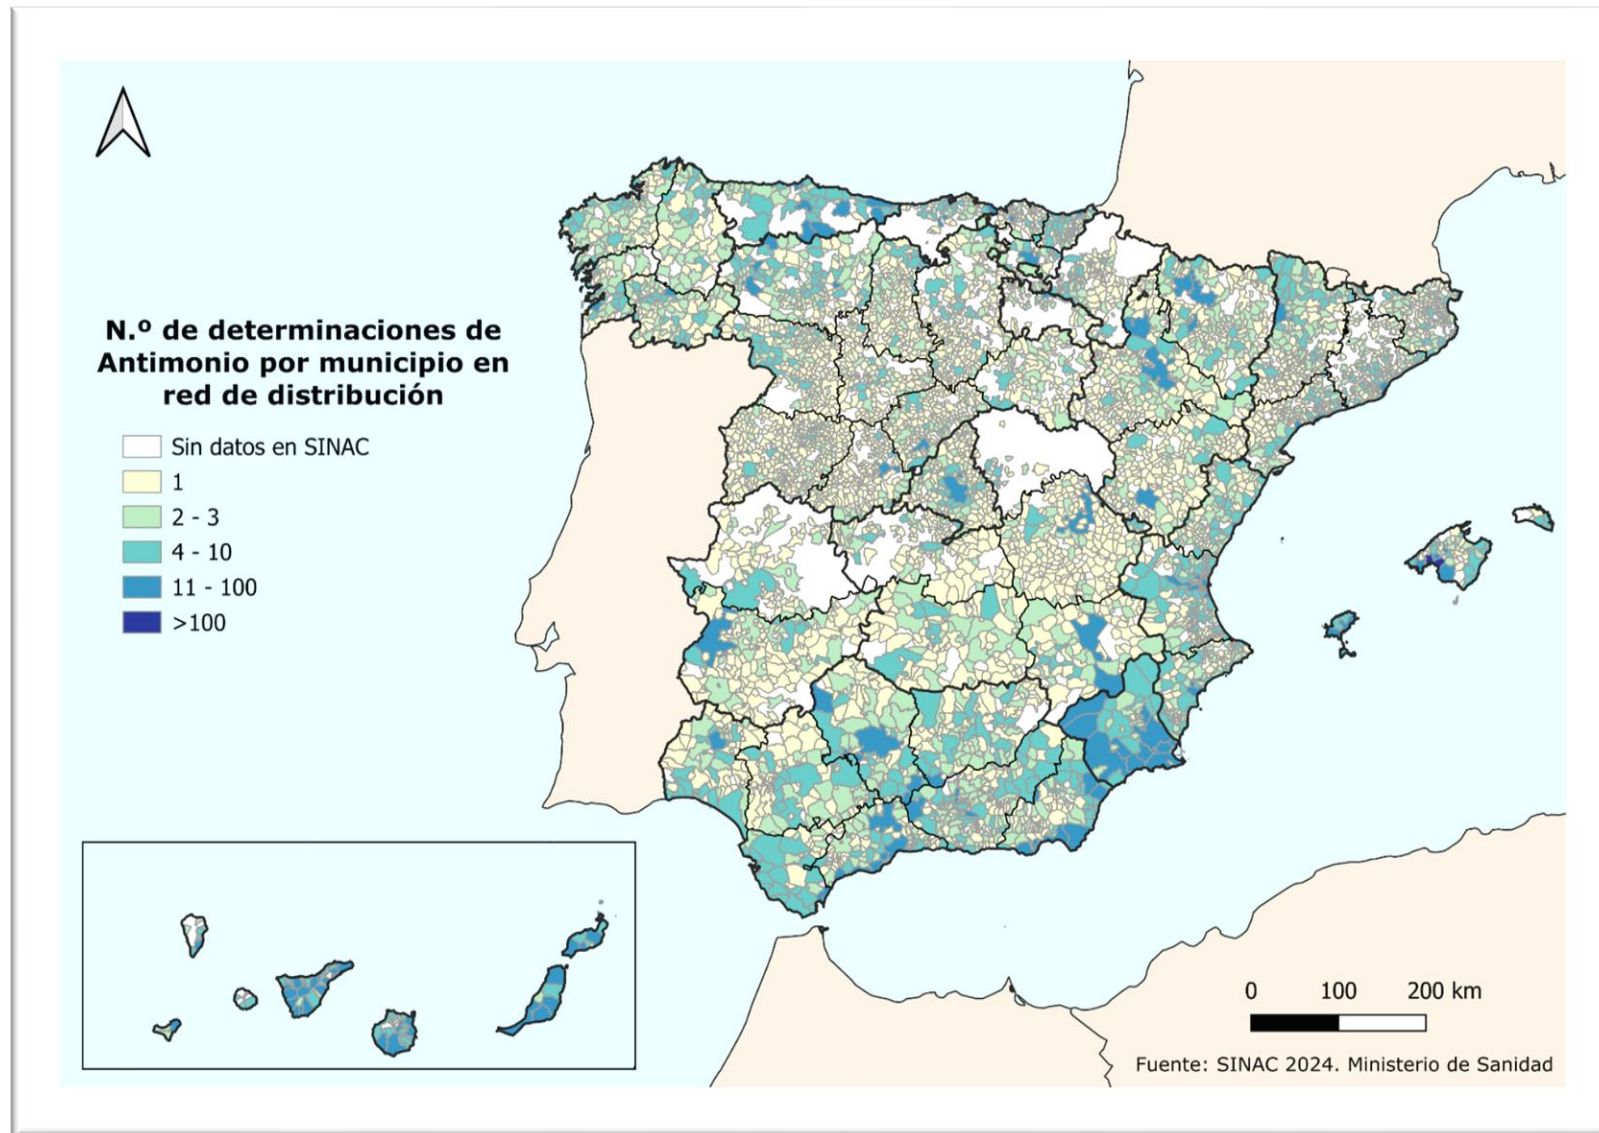 N.º de determinaciones de
Antimonio por municipio en
red de distribución
Sin datos en SINAC
1
2 - 3
4 - 10
11 - 100
>100
0 100 200 km
Fuente: SINAC 2024. Ministerio de Sanidad